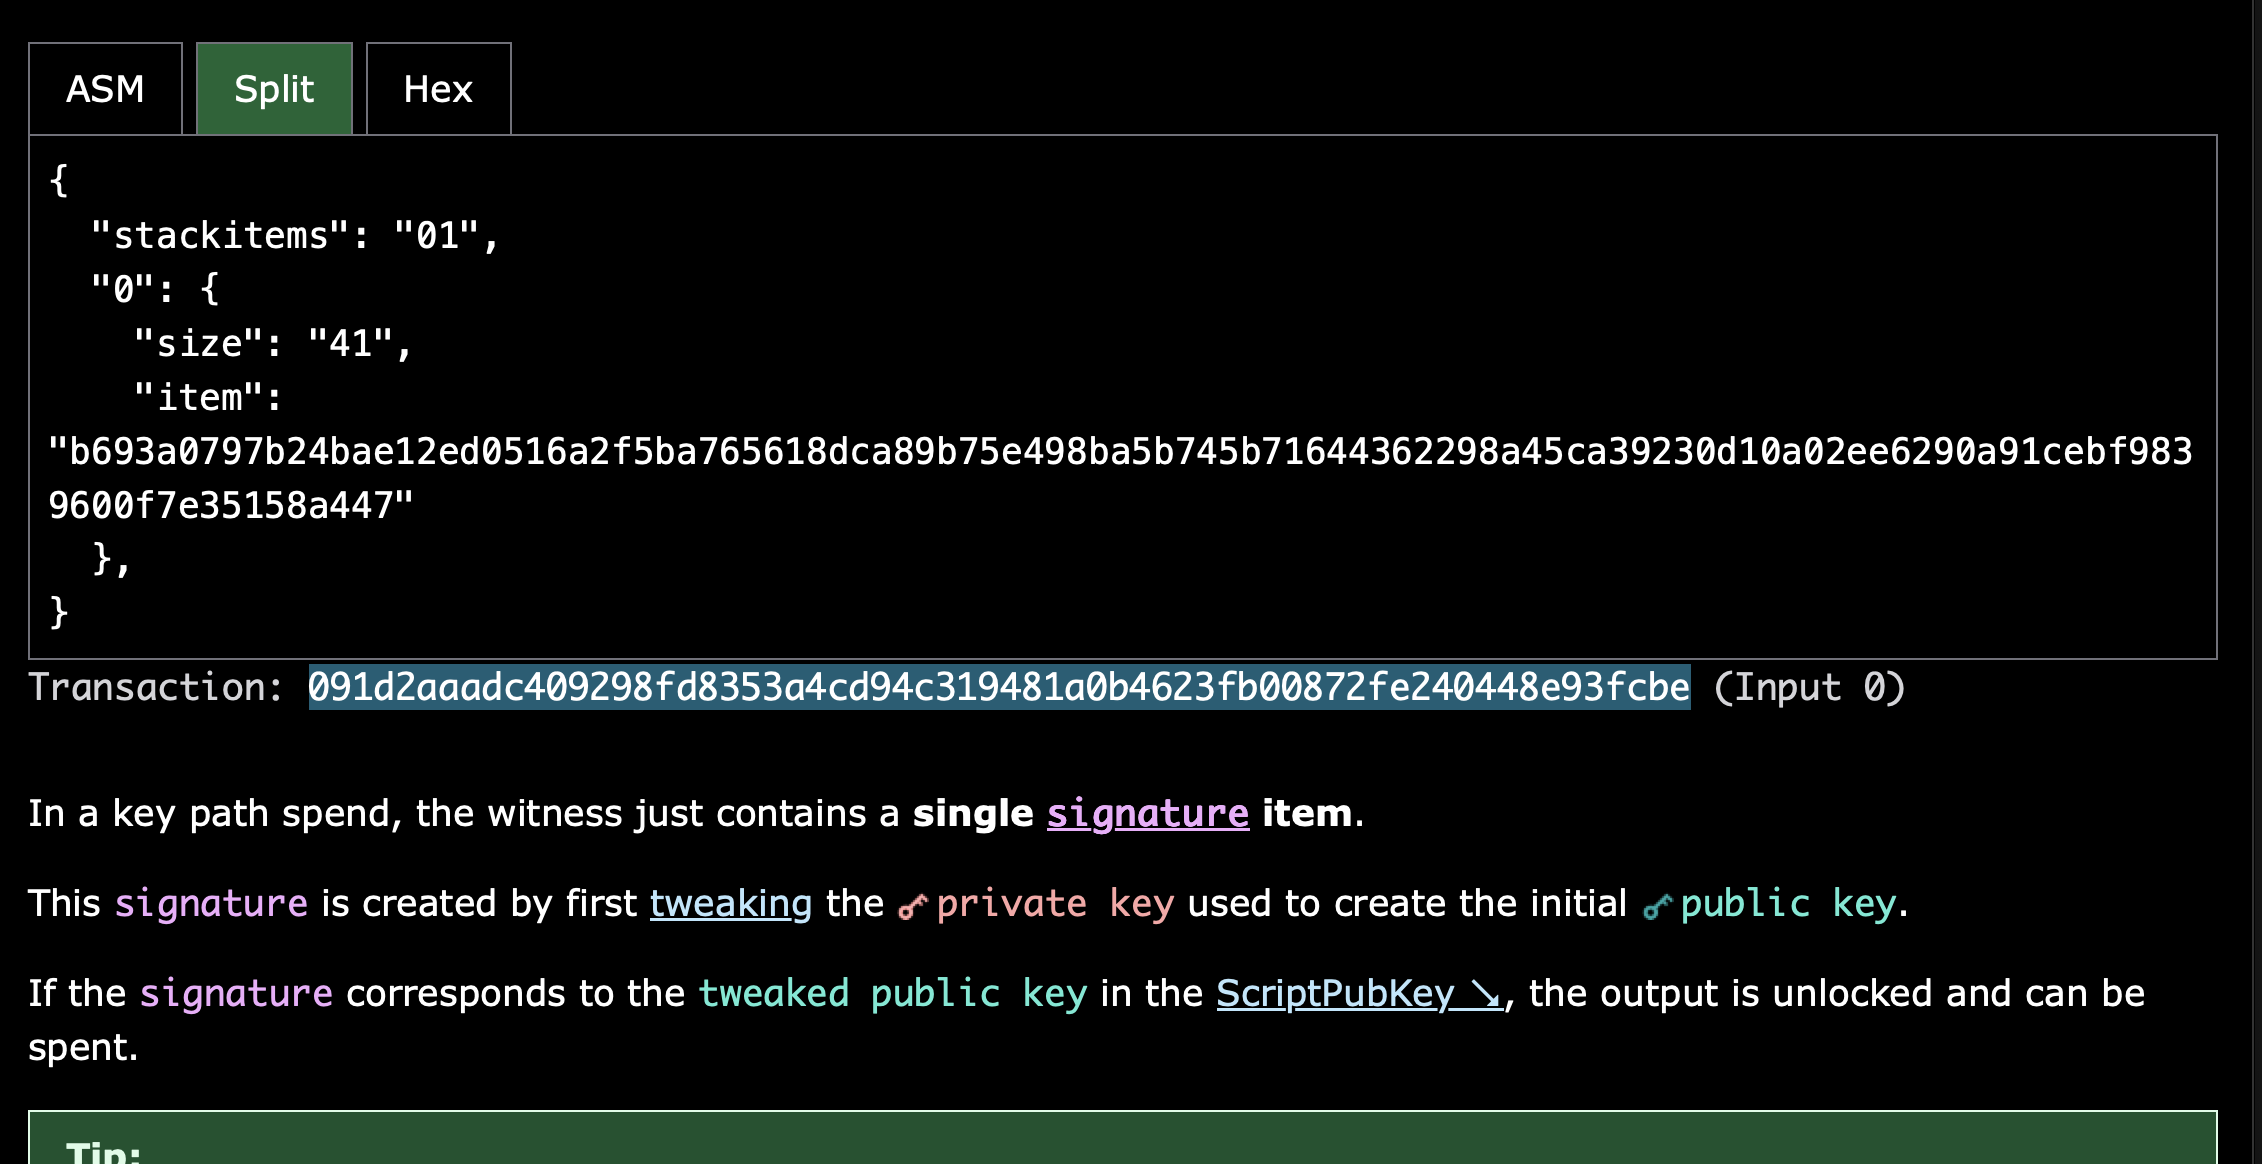 ASM Split Hex
{
"stackitems": "01",
"0": {
"size": "41",
"item":
"b693a0797b24bae12ed0516a2f5ba765618dca89b75e498ba5b745b71644362298a45ca39230d10a02ee6290a91cebf983
9600f7e35158a447"
},
}
Transaction: 091d2aaadc409298fd8353a4cd94c319481a0b4623fb00872fe240448e93fcbe (Input 0)
In a key path spend, the witness just contains a single signature item.
This signature is created by first tweaking the private key used to create the initial public key.
If the signature corresponds to the tweaked public key in the ScriptPubKey ↘, the output is unlocked and can be
spent.
Tip: